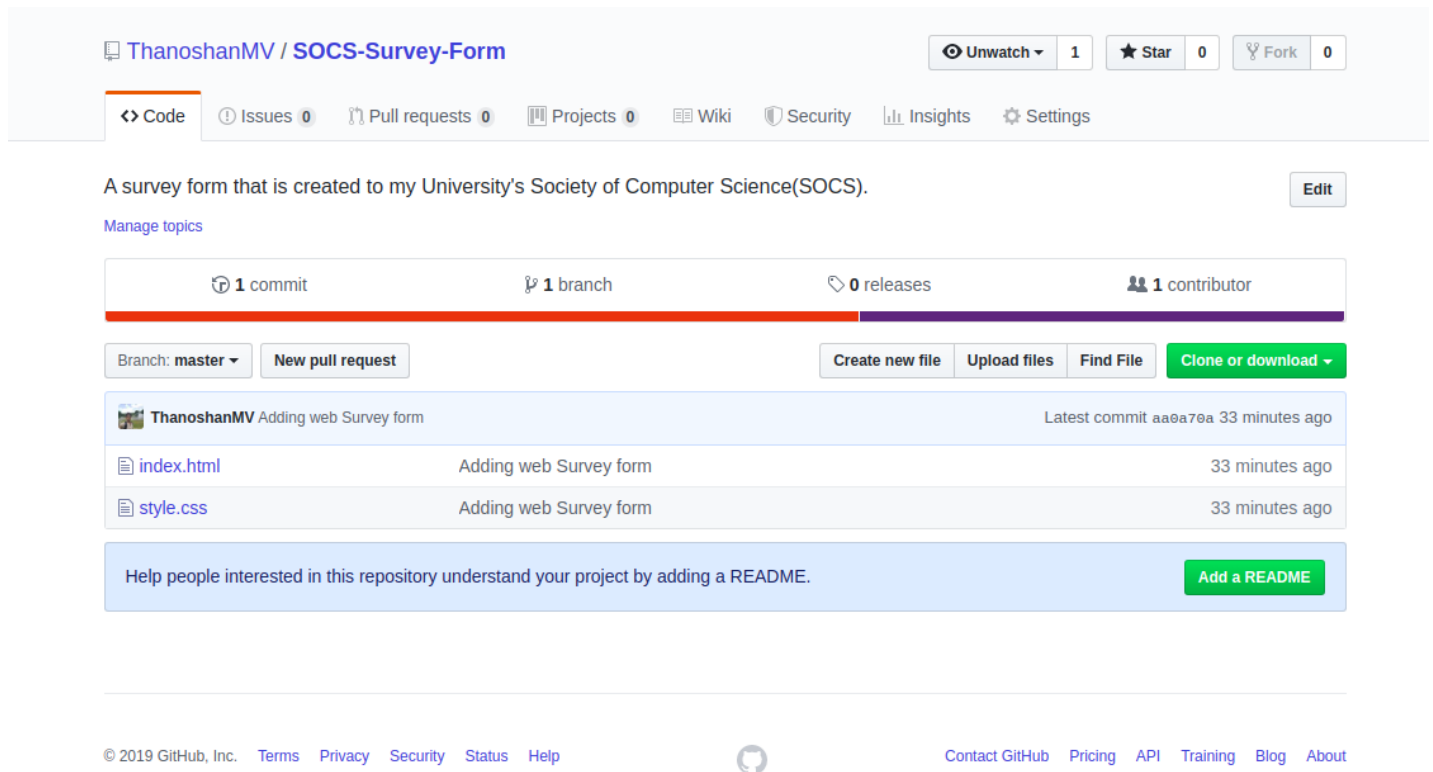 ThanoshanMV / SOCS-Survey-Form Unwatch 1 Star 0 Fork 0
Code Issues 0 Pull requests 0 Projects 0 Wiki Security Insights Settings
A survey form that is created to my University's Society of Computer Science(SOCS). Edit
Manage topics
1 commit 1 branch 0 releases 1 contributor
Branch: master New pull request Create new file Upload files Find File Clone or download
ThanoshanMV Adding web Survey form Latest commit aa0a70a 33 minutes ago
index.html Adding web Survey form 33 minutes ago
style.css Adding web Survey form 33 minutes ago
Help people interested in this repository understand your project by adding a README. Add a README
© 2019 GitHub, Inc. Terms Privacy Security Status Help Contact GitHub Pricing API Training Blog About